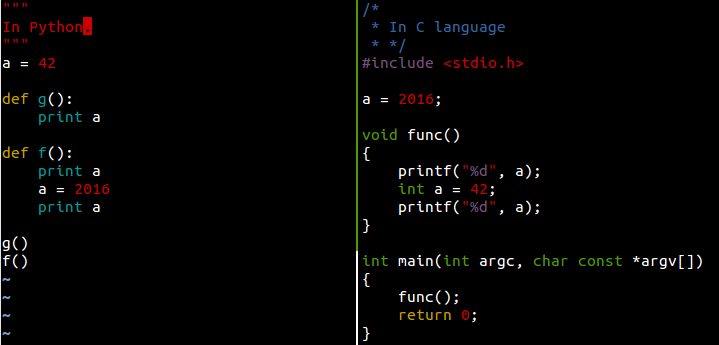 """
In Python.
"""
a = 42

def g():
    print a

def f():
    print a
    a = 2016
    print a

g()
f()
~
~
~
~
/*
 * In C language
 * */
#include <stdio.h>

a = 2016;

void func()
{
    printf("%d", a);
    int a = 42;
    printf("%d", a);
}

int main(int argc, char const *argv[])
{
    func();
    return 0;
}